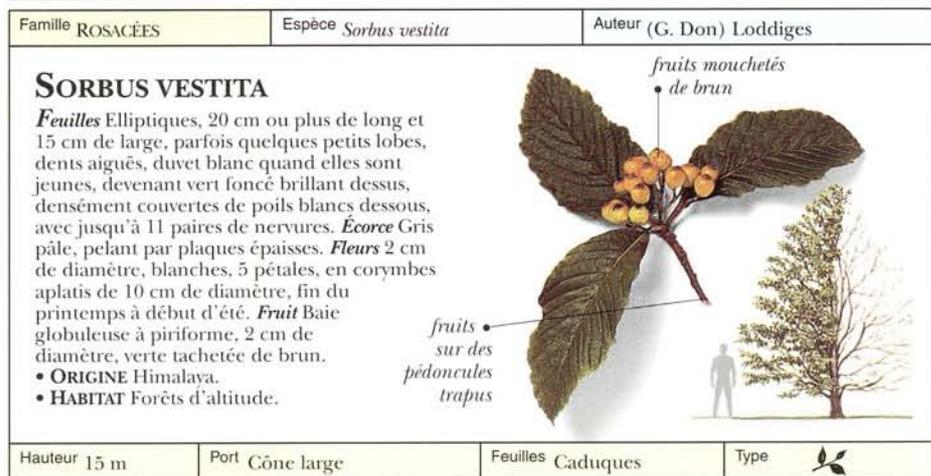 Famille ROSACÉES
Espèce Sorbus vestita
Auteur (G. Don) Loddiges
SORBUS VESTITA
Feuilles Elliptiques, 20 cm ou plus de long et
15 cm de large, parfois quelques petits lobes,
dents aiguës, duvet blanc quand elles sont
jeunes, devenant vert foncé brillant dessus,
densément couvertes de poils blancs dessous,
avec jusqu'à 11 paires de nervures. Écorce Gris
pâle, pelant par plaques épaisses. Fleurs 2 cm
de diamètre, blanches, 5 pétales, en corymbes
aplatis de 10 cm de diamètre, fin du
printemps à début d'été. Fruit Baie
globuleuse à piriforme, 2 cm de
diamètre, verte tachetée de brun.
• ORIGINE Himalaya.
• HABITAT Forêts d'altitude.
fruits mouchetés
de brun
fruits
sur des
pédoncules
trapus
Hauteur 15 m
Port Cône large
Feuilles Caduques
Type